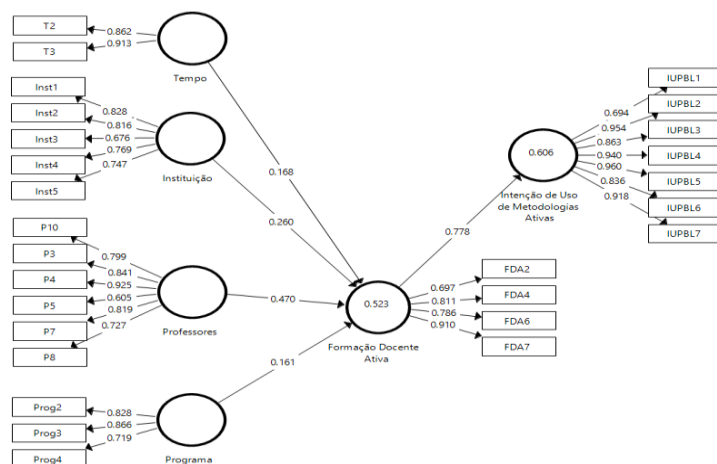 T2
T3
0.862
0.913
Tempo
Inst1
Inst2
Inst3
Inst4
Inst5
0.828
0.816
0.676
0.769
0.747
Instituição
P10
P3
P4
P5
P7
P8
0.799
0.841
0.925
0.605
0.819
0.727
Professores
Prog2
Prog3
Prog4
0.828
0.866
0.719
Programa
0.168
0.260
0.470
0.161
0.523
Formação Docente
Ativa
0.697
0.811
0.786
0.910
FDA2
FDA4
FDA6
FDA7
0.778
0.606
Intenção de Uso
de Metodologias
Ativas
0.694
0.954
0.863
0.940
0.960
0.836
0.918
IUPBL1
IUPBL2
IUPBL3
IUPBL4
IUPBL5
IUPBL6
IUPBL7